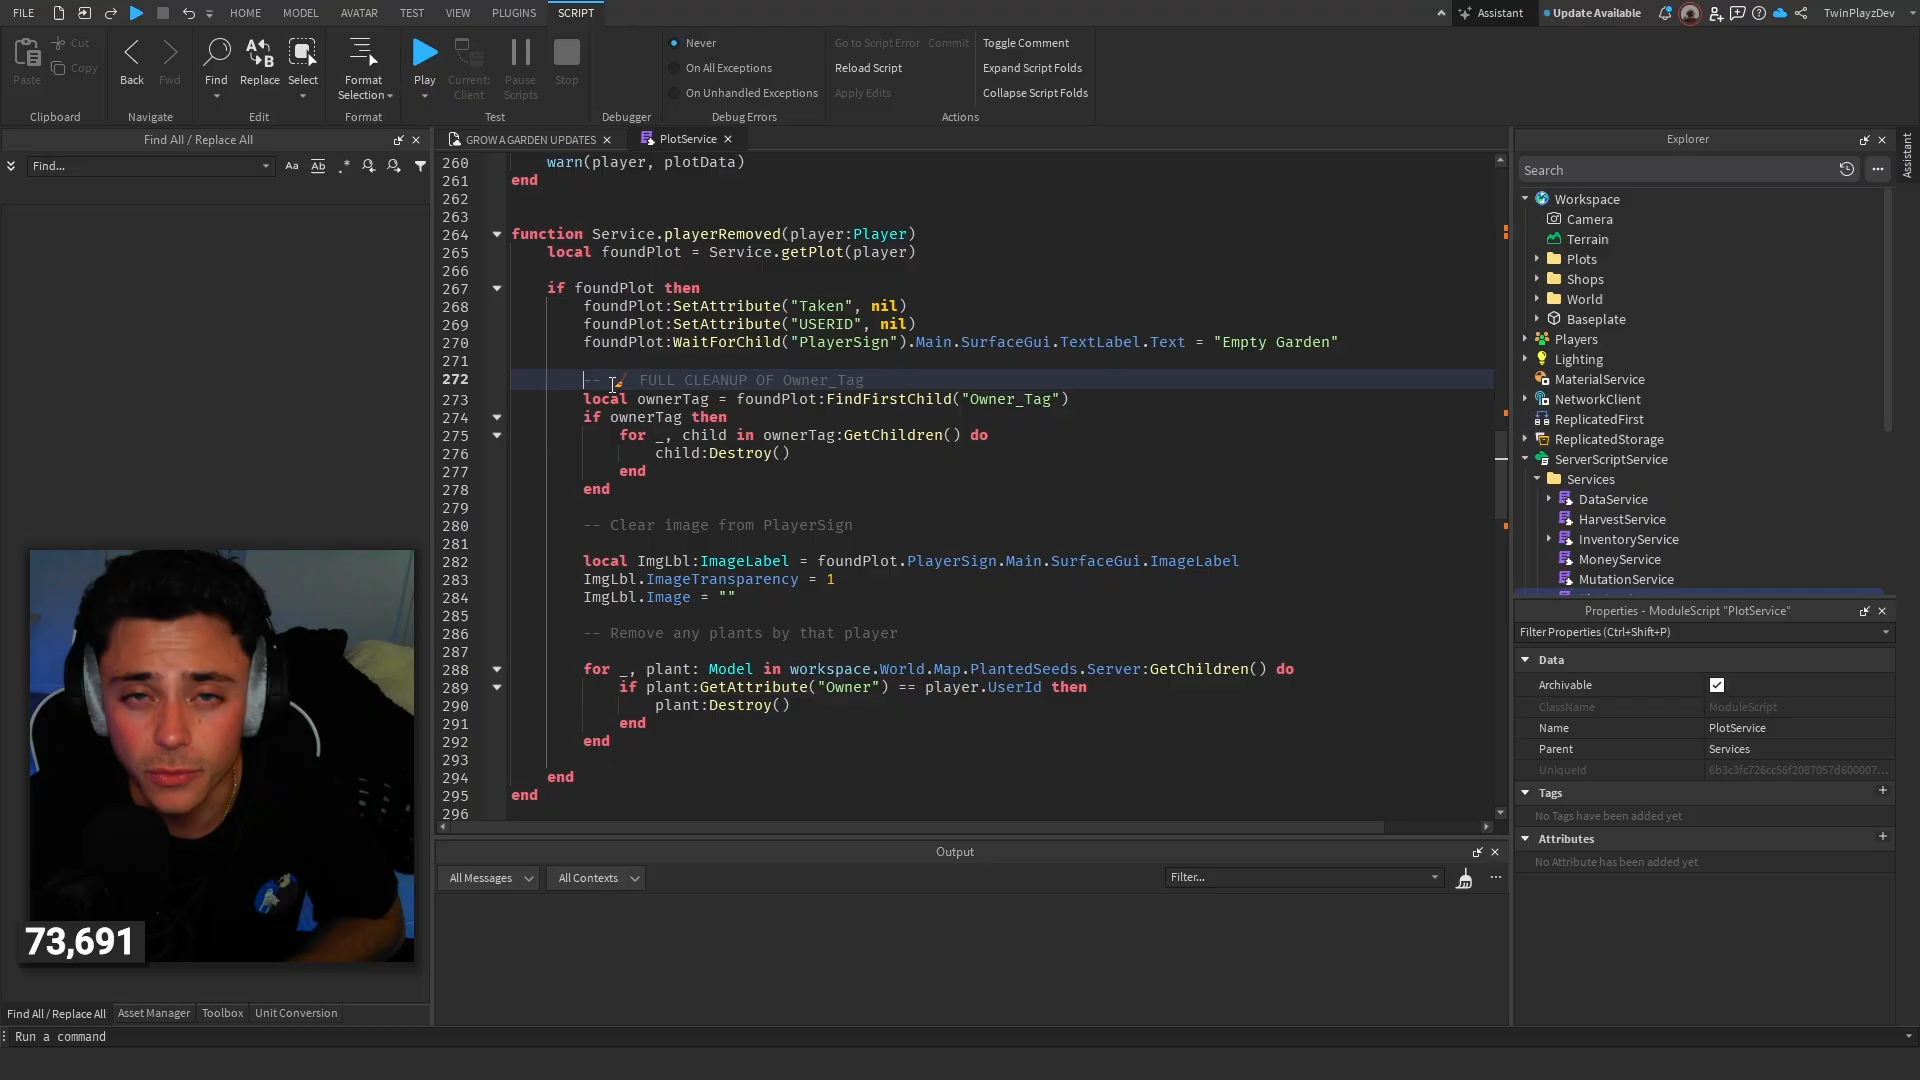 FILE HOME MODEL AVATAR TEST VIEW PLUGINS SCRIPT Assistant Update Available TwinPlayzDev
Paste Cut Copy
Clipboard
Back Fwd
Navigate
Find Replace Select
Edit
Format Selection
Format
Play Current: Client Pause Scripts Stop
Test
Debugger
Never
On All Exceptions
On Unhandled Exceptions
Debug Errors
Go to Script Error Commit
Reload Script
Apply Edits
Toggle Comment
Expand Script Folds
Collapse Script Folds
Actions
Find All / Replace All
Find...
Aa Ab .*
GROW A GARDEN UPDATES
PlotService
260 warn(player, plotData)
261 end
262
263
264 function Service.playerRemoved(player:Player)
265 local foundPlot = Service.getPlot(player)
266
267 if foundPlot then
268 foundPlot:SetAttribute("Taken", nil)
269 foundPlot:SetAttribute("USERID", nil)
270 foundPlot:WaitForChild("PlayerSign").Main.SurfaceGui.TextLabel.Text = "Empty Garden"
271
272 -- 🧹 FULL CLEANUP OF Owner_Tag
273 local ownerTag = foundPlot:FindFirstChild("Owner_Tag")
274 if ownerTag then
275 for _, child in ownerTag:GetChildren() do
276 child:Destroy()
277 end
278 end
279
280 -- Clear image from PlayerSign
281
282 local ImgLbl:ImageLabel = foundPlot.PlayerSign.Main.SurfaceGui.ImageLabel
283 ImgLbl.ImageTransparency = 1
284 ImgLbl.Image = ""
285
286 -- Remove any plants by that player
287
288 for _, plant: Model in workspace.World.Map.PlantedSeeds.Server:GetChildren() do
289 if plant:GetAttribute("Owner") == player.UserId then
290 plant:Destroy()
291 end
292 end
293
294 end
295 end
296
Output
All Messages All Contexts Filter...
73,691
Find All / Replace All Asset Manager Toolbox Unit Conversion
Run a command
Explorer
Search
Workspace
Camera
Terrain
Plots
Shops
World
Baseplate
Players
Lighting
MaterialService
NetworkClient
ReplicatedFirst
ReplicatedStorage
ServerScriptService
Services
DataService
HarvestService
InventoryService
MoneyService
MutationService
Properties - ModuleScript "PlotService"
Filter Properties (Ctrl+Shift+P)
Data
Archivable
ClassName ModuleScript
Name PlotService
Parent Services
UniqueId 6b3c3fc726cc56f2087057d600007...
Tags
No Tags have been added yet
Attributes
No Attribute has been added yet
Assistant